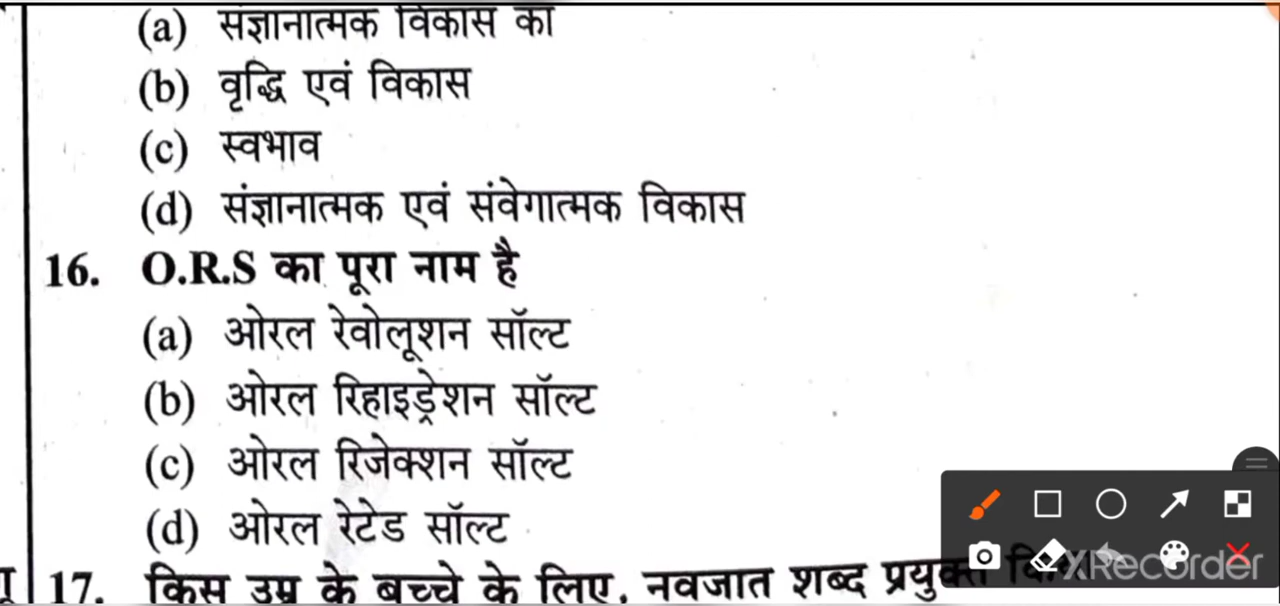 (a) संज्ञानात्मक विकास का
(b) वृद्धि एवं विकास
(c) स्वभाव
(d) संज्ञानात्मक एवं संवेगात्मक विकास
16. O.R.S का पूरा नाम है
(a) ओरल रेवोलूशन सॉल्ट
(b) ओरल रिहाइड्रेशन सॉल्ट
(c) ओरल रिजेक्शन सॉल्ट
(d) ओरल रेटेड सॉल्ट
17. किस उम्र के बच्चे के लिए, नवजात शब्द प्रयुक्त
XRecorder